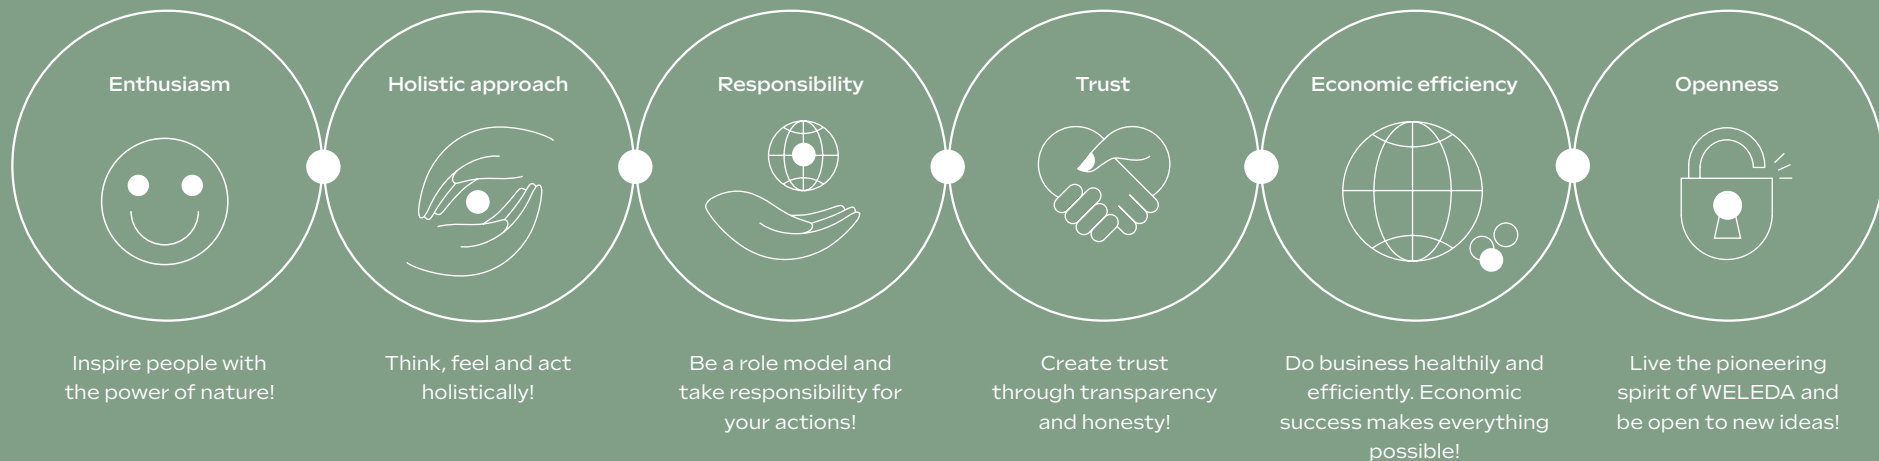 Enthusiasm
Inspire people with
the power of nature!
Holistic approach
Think, feel and act
holistically!
Responsibility
Be a role model and
take responsibility for
your actions!
Trust
Create trust
through transparency
and honesty!
Economic efficiency
Do business healthily and
efficiently. Economic
success makes everything
possible!
Openness
Live the pioneering
spirit of WELEDA and
be open to new ideas!